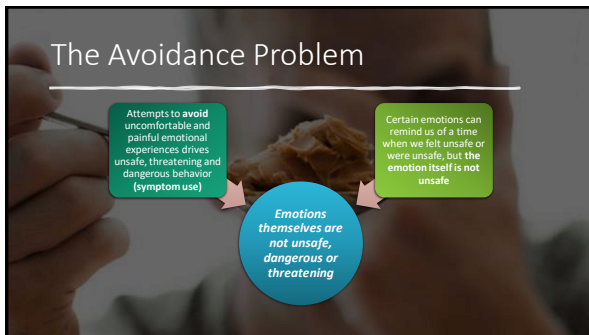 The Avoidance Problem
Attempts to avoid
uncomfortable and
painful emotional
experiences drives
unsafe, threatening and
dangerous behavior
(symptom use)
Certain emotions can
remind us of a time
when we felt unsafe or
were unsafe, but the
emotion itself is not
unsafe
Emotions
themselves are
not unsafe,
dangerous or
threatening